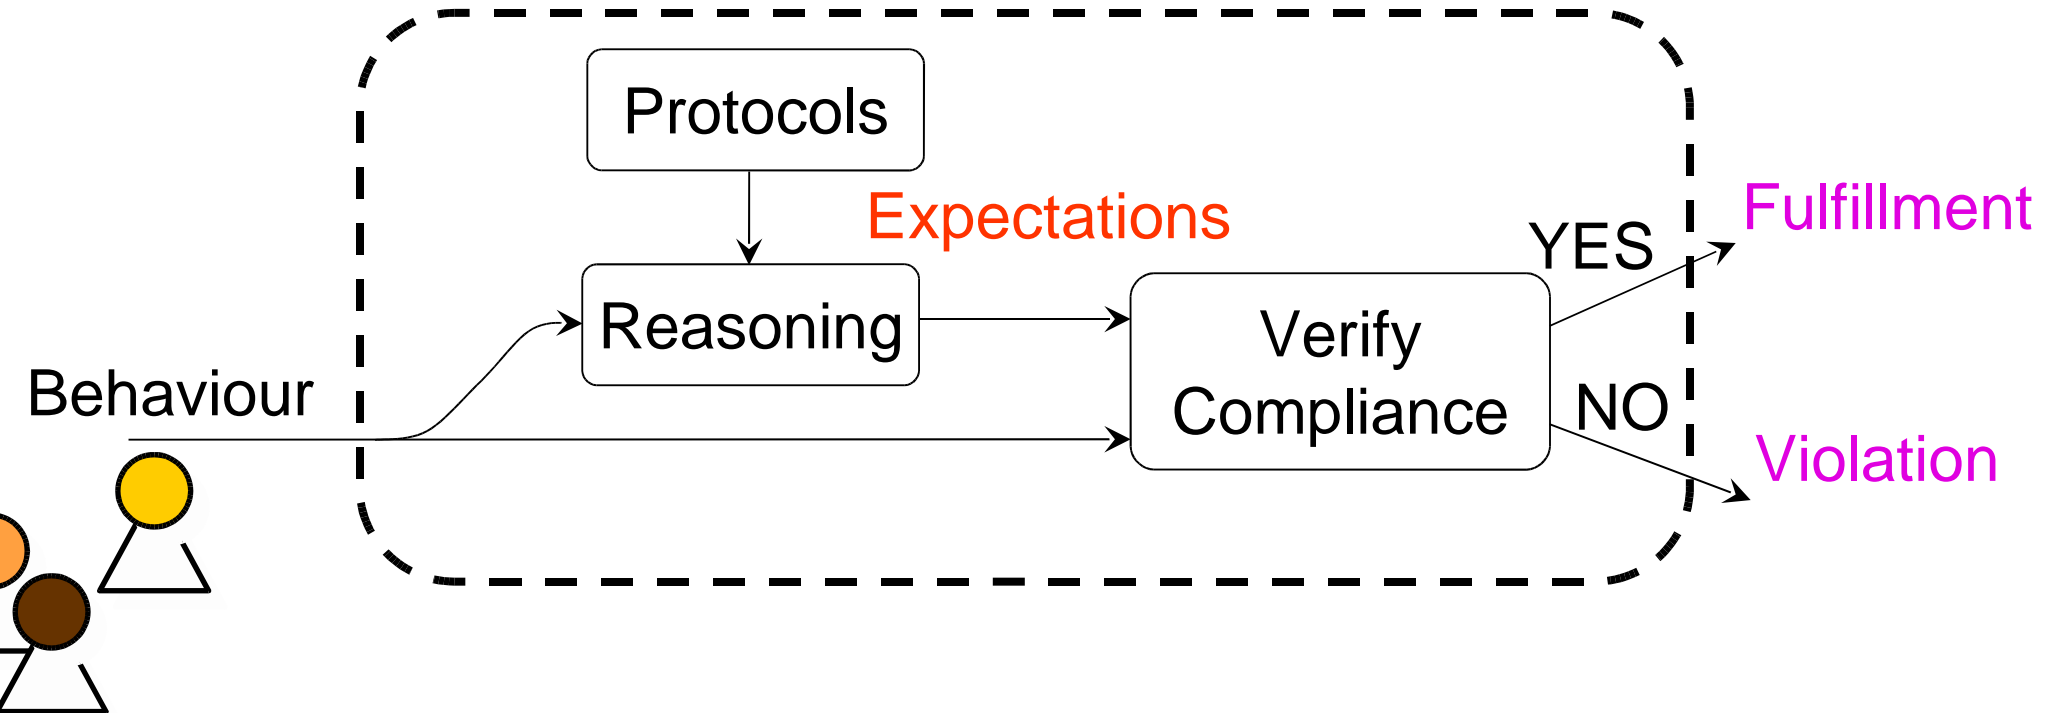 Protocols
Expectations
Fulfillment
YES
Reasoning
Verify
Compliance
Behaviour
NO
Violation